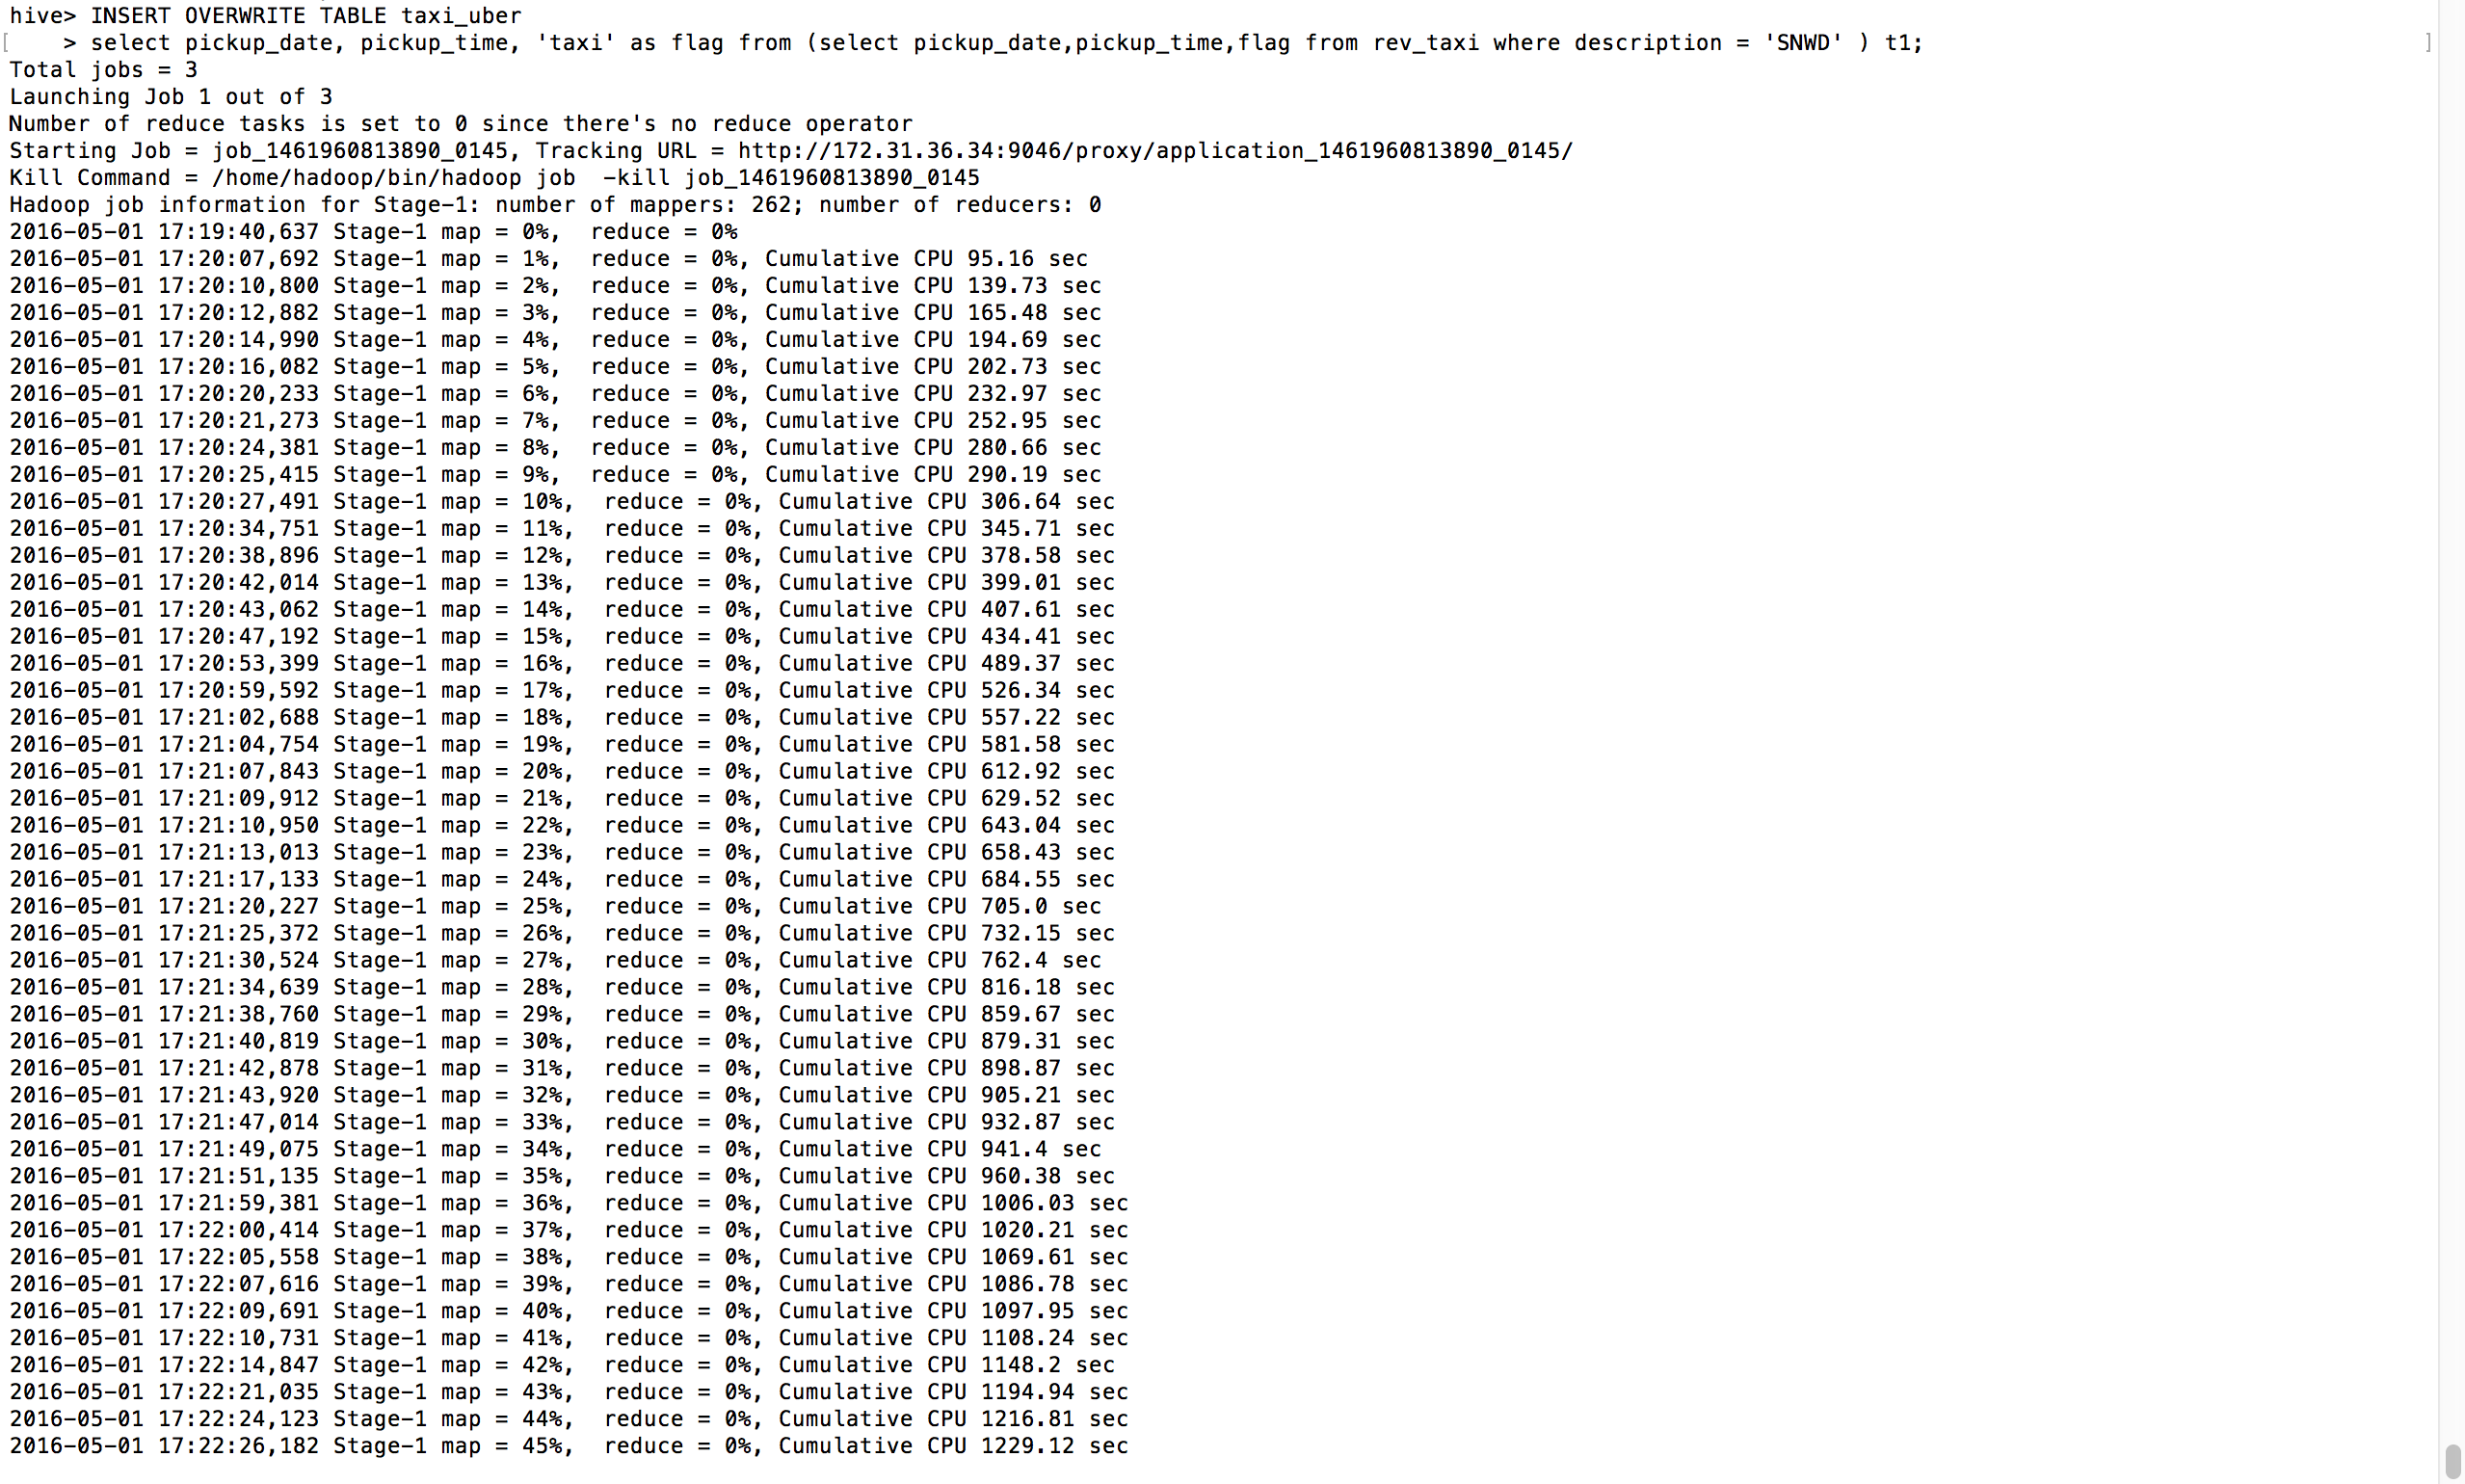 hive> INSERT OVERWRITE TABLE taxi_uber
[    > select pickup_date, pickup_time, 'taxi' as flag from (select pickup_date,pickup_time,flag from rev_taxi where description = 'SNWD' ) t1; ]
Total jobs = 3
Launching Job 1 out of 3
Number of reduce tasks is set to 0 since there's no reduce operator
Starting Job = job_1461960813890_0145, Tracking URL = http://172.31.36.34:9046/proxy/application_1461960813890_0145/
Kill Command = /home/hadoop/bin/hadoop job  -kill job_1461960813890_0145
Hadoop job information for Stage-1: number of mappers: 262; number of reducers: 0
2016-05-01 17:19:40,637 Stage-1 map = 0%,  reduce = 0%
2016-05-01 17:20:07,692 Stage-1 map = 1%,  reduce = 0%, Cumulative CPU 95.16 sec
2016-05-01 17:20:10,800 Stage-1 map = 2%,  reduce = 0%, Cumulative CPU 139.73 sec
2016-05-01 17:20:12,882 Stage-1 map = 3%,  reduce = 0%, Cumulative CPU 165.48 sec
2016-05-01 17:20:14,990 Stage-1 map = 4%,  reduce = 0%, Cumulative CPU 194.69 sec
2016-05-01 17:20:16,082 Stage-1 map = 5%,  reduce = 0%, Cumulative CPU 202.73 sec
2016-05-01 17:20:20,233 Stage-1 map = 6%,  reduce = 0%, Cumulative CPU 232.97 sec
2016-05-01 17:20:21,273 Stage-1 map = 7%,  reduce = 0%, Cumulative CPU 252.95 sec
2016-05-01 17:20:24,381 Stage-1 map = 8%,  reduce = 0%, Cumulative CPU 280.66 sec
2016-05-01 17:20:25,415 Stage-1 map = 9%,  reduce = 0%, Cumulative CPU 290.19 sec
2016-05-01 17:20:27,491 Stage-1 map = 10%,  reduce = 0%, Cumulative CPU 306.64 sec
2016-05-01 17:20:34,751 Stage-1 map = 11%,  reduce = 0%, Cumulative CPU 345.71 sec
2016-05-01 17:20:38,896 Stage-1 map = 12%,  reduce = 0%, Cumulative CPU 378.58 sec
2016-05-01 17:20:42,014 Stage-1 map = 13%,  reduce = 0%, Cumulative CPU 399.01 sec
2016-05-01 17:20:43,062 Stage-1 map = 14%,  reduce = 0%, Cumulative CPU 407.61 sec
2016-05-01 17:20:47,192 Stage-1 map = 15%,  reduce = 0%, Cumulative CPU 434.41 sec
2016-05-01 17:20:53,399 Stage-1 map = 16%,  reduce = 0%, Cumulative CPU 489.37 sec
2016-05-01 17:20:59,592 Stage-1 map = 17%,  reduce = 0%, Cumulative CPU 526.34 sec
2016-05-01 17:21:02,688 Stage-1 map = 18%,  reduce = 0%, Cumulative CPU 557.22 sec
2016-05-01 17:21:04,754 Stage-1 map = 19%,  reduce = 0%, Cumulative CPU 581.58 sec
2016-05-01 17:21:07,843 Stage-1 map = 20%,  reduce = 0%, Cumulative CPU 612.92 sec
2016-05-01 17:21:09,912 Stage-1 map = 21%,  reduce = 0%, Cumulative CPU 629.52 sec
2016-05-01 17:21:10,950 Stage-1 map = 22%,  reduce = 0%, Cumulative CPU 643.04 sec
2016-05-01 17:21:13,013 Stage-1 map = 23%,  reduce = 0%, Cumulative CPU 658.43 sec
2016-05-01 17:21:17,133 Stage-1 map = 24%,  reduce = 0%, Cumulative CPU 684.55 sec
2016-05-01 17:21:20,227 Stage-1 map = 25%,  reduce = 0%, Cumulative CPU 705.0 sec
2016-05-01 17:21:25,372 Stage-1 map = 26%,  reduce = 0%, Cumulative CPU 732.15 sec
2016-05-01 17:21:30,524 Stage-1 map = 27%,  reduce = 0%, Cumulative CPU 762.4 sec
2016-05-01 17:21:34,639 Stage-1 map = 28%,  reduce = 0%, Cumulative CPU 816.18 sec
2016-05-01 17:21:38,760 Stage-1 map = 29%,  reduce = 0%, Cumulative CPU 859.67 sec
2016-05-01 17:21:40,819 Stage-1 map = 30%,  reduce = 0%, Cumulative CPU 879.31 sec
2016-05-01 17:21:42,878 Stage-1 map = 31%,  reduce = 0%, Cumulative CPU 898.87 sec
2016-05-01 17:21:43,920 Stage-1 map = 32%,  reduce = 0%, Cumulative CPU 905.21 sec
2016-05-01 17:21:47,014 Stage-1 map = 33%,  reduce = 0%, Cumulative CPU 932.87 sec
2016-05-01 17:21:49,075 Stage-1 map = 34%,  reduce = 0%, Cumulative CPU 941.4 sec
2016-05-01 17:21:51,135 Stage-1 map = 35%,  reduce = 0%, Cumulative CPU 960.38 sec
2016-05-01 17:21:59,381 Stage-1 map = 36%,  reduce = 0%, Cumulative CPU 1006.03 sec
2016-05-01 17:22:00,414 Stage-1 map = 37%,  reduce = 0%, Cumulative CPU 1020.21 sec
2016-05-01 17:22:05,558 Stage-1 map = 38%,  reduce = 0%, Cumulative CPU 1069.61 sec
2016-05-01 17:22:07,616 Stage-1 map = 39%,  reduce = 0%, Cumulative CPU 1086.78 sec
2016-05-01 17:22:09,691 Stage-1 map = 40%,  reduce = 0%, Cumulative CPU 1097.95 sec
2016-05-01 17:22:10,731 Stage-1 map = 41%,  reduce = 0%, Cumulative CPU 1108.24 sec
2016-05-01 17:22:14,847 Stage-1 map = 42%,  reduce = 0%, Cumulative CPU 1148.2 sec
2016-05-01 17:22:21,035 Stage-1 map = 43%,  reduce = 0%, Cumulative CPU 1194.94 sec
2016-05-01 17:22:24,123 Stage-1 map = 44%,  reduce = 0%, Cumulative CPU 1216.81 sec
2016-05-01 17:22:26,182 Stage-1 map = 45%,  reduce = 0%, Cumulative CPU 1229.12 sec